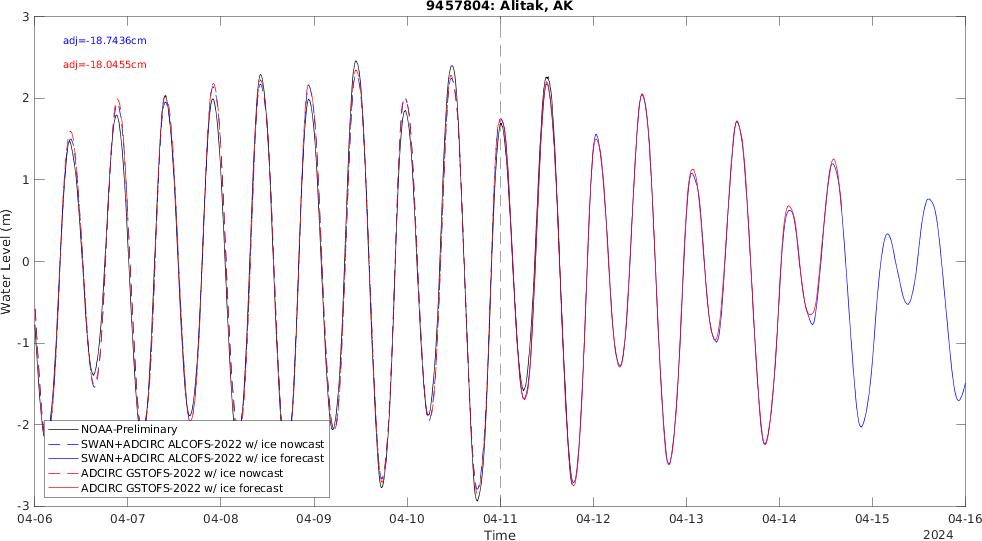 9457804: Alitak, AK
adj=-18.7436cm
adj=-18.0455cm
Water Level (m)
3
2
1
0
-1
-2
-3
NOAA-Preliminary
SWAN+ADCIRC ALCOFS-2022 w/ ice nowcast
SWAN+ADCIRC ALCOFS-2022 w/ ice forecast
ADCIRC GSTOFS-2022 w/ ice nowcast
ADCIRC GSTOFS-2022 w/ ice forecast
04-06 04-07 04-08 04-09 04-10 04-11 04-12 04-13 04-14 04-15 04-16
Time
2024